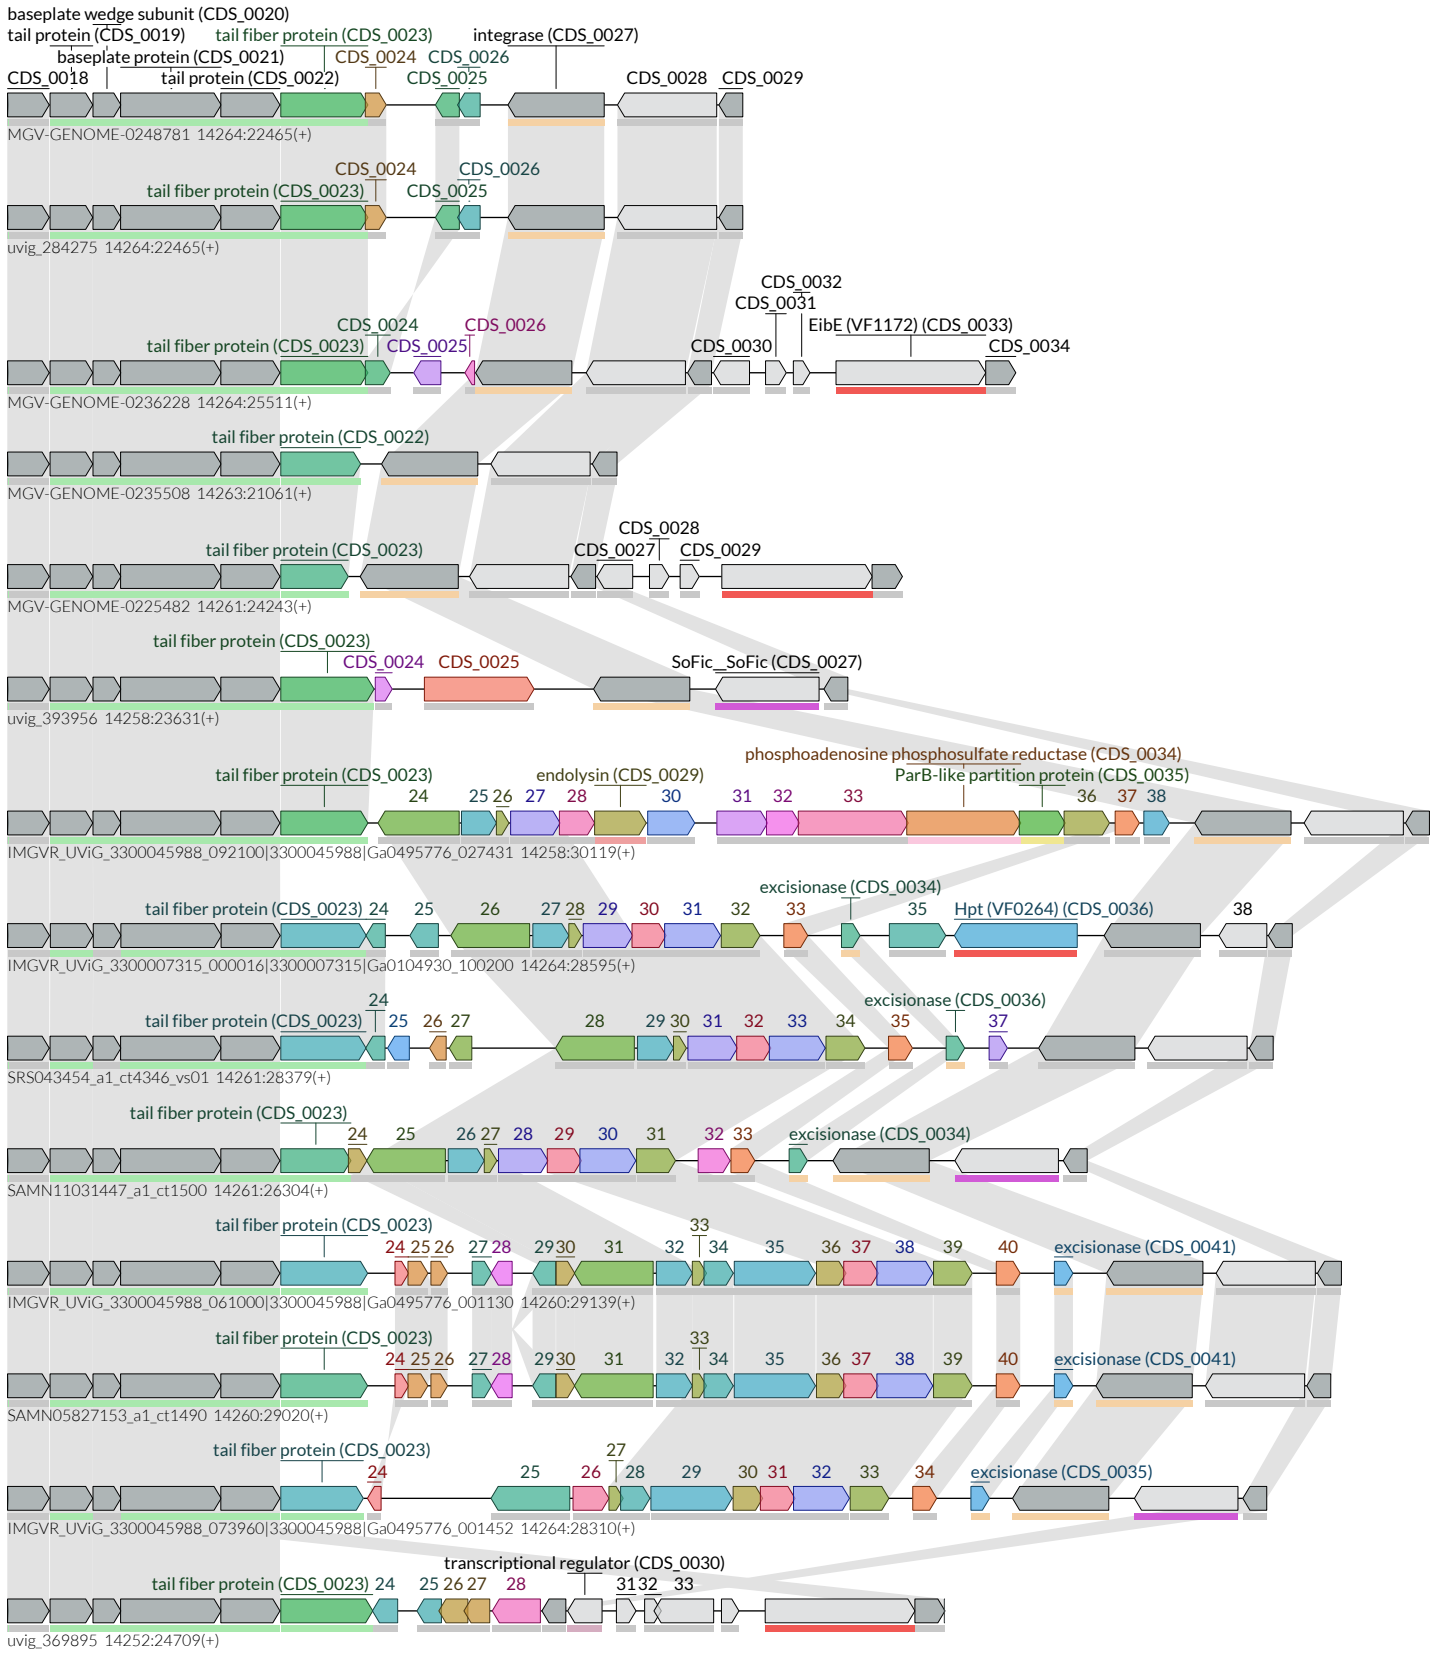 baseplate wedge subunit (CDS_0020)
tail protein (CDS_0019) tail fiber protein (CDS_0023) integrase (CDS_0027)
baseplate protein (CDS_0021) CDS_0024 CDS_0026
CDS_0018 tail protein (CDS_0022) CDS_0025 CDS_0028 CDS_0029
MGV-GENOME-0248781 14264:22465(+)
CDS_0024 CDS_0026
tail fiber protein (CDS_0023) CDS_0025
uvig_284275 14264:22465(+)
CDS_0032
CDS_0031
CDS_0024 CDS_0026 EibE (VF1172) (CDS_0033)
tail fiber protein (CDS_0023) CDS_0025 CDS_0030 CDS_0034
MGV-GENOME-0236228 14264:25511(+)
tail fiber protein (CDS_0022)
MGV-GENOME-0235508 14263:21061(+)
CDS_0028
tail fiber protein (CDS_0023) CDS_0027 CDS_0029
MGV-GENOME-0225482 14261:24243(+)
tail fiber protein (CDS_0023)
CDS_0024 CDS_0025 SoFic__SoFic (CDS_0027)
uvig_393956 14258:23631(+)
phosphoadenosine phosphosulfate reductase (CDS_0034)
tail fiber protein (CDS_0023) endolysin (CDS_0029) ParB-like partition protein (CDS_0035)
24 25 26 27 28 30 31 32 33 36 37 38
IMGVR_UViG_3300045988_092100|3300045988|Ga0495776_027431 14258:30119(+)
excisionase (CDS_0034)
tail fiber protein (CDS_0023) 24 25 26 27 28 29 30 31 32 33 35 Hpt (VF0264) (CDS_0036) 38
IMGVR_UViG_3300007315_000016|3300007315|Ga0104930_100200 14264:28595(+)
24 excisionase (CDS_0036)
tail fiber protein (CDS_0023) 25 26 27 28 29 30 31 32 33 34 35 37
SRS043454_a1_ct4346_vs01 14261:28379(+)
tail fiber protein (CDS_0023)
24 25 26 27 28 29 30 31 32 33 excisionase (CDS_0034)
SAMN11031447_a1_ct1500 14261:26304(+)
tail fiber protein (CDS_0023) 33
24 25 26 27 28 29 30 31 32 34 35 36 37 38 39 40 excisionase (CDS_0041)
IMGVR_UViG_3300045988_061000|3300045988|Ga0495776_001130 14260:29139(+)
tail fiber protein (CDS_0023) 33
24 25 26 27 28 29 30 31 32 34 35 36 37 38 39 40 excisionase (CDS_0041)
SAMN05827153_a1_ct1490 14260:29020(+)
tail fiber protein (CDS_0023) 27
24 25 26 28 29 30 31 32 33 34 excisionase (CDS_0035)
IMGVR_UViG_3300045988_073960|3300045988|Ga0495776_001452 14264:28310(+)
transcriptional regulator (CDS_0030)
tail fiber protein (CDS_0023) 24 25 26 27 28 31 32 33
uvig_369895 14252:24709(+)